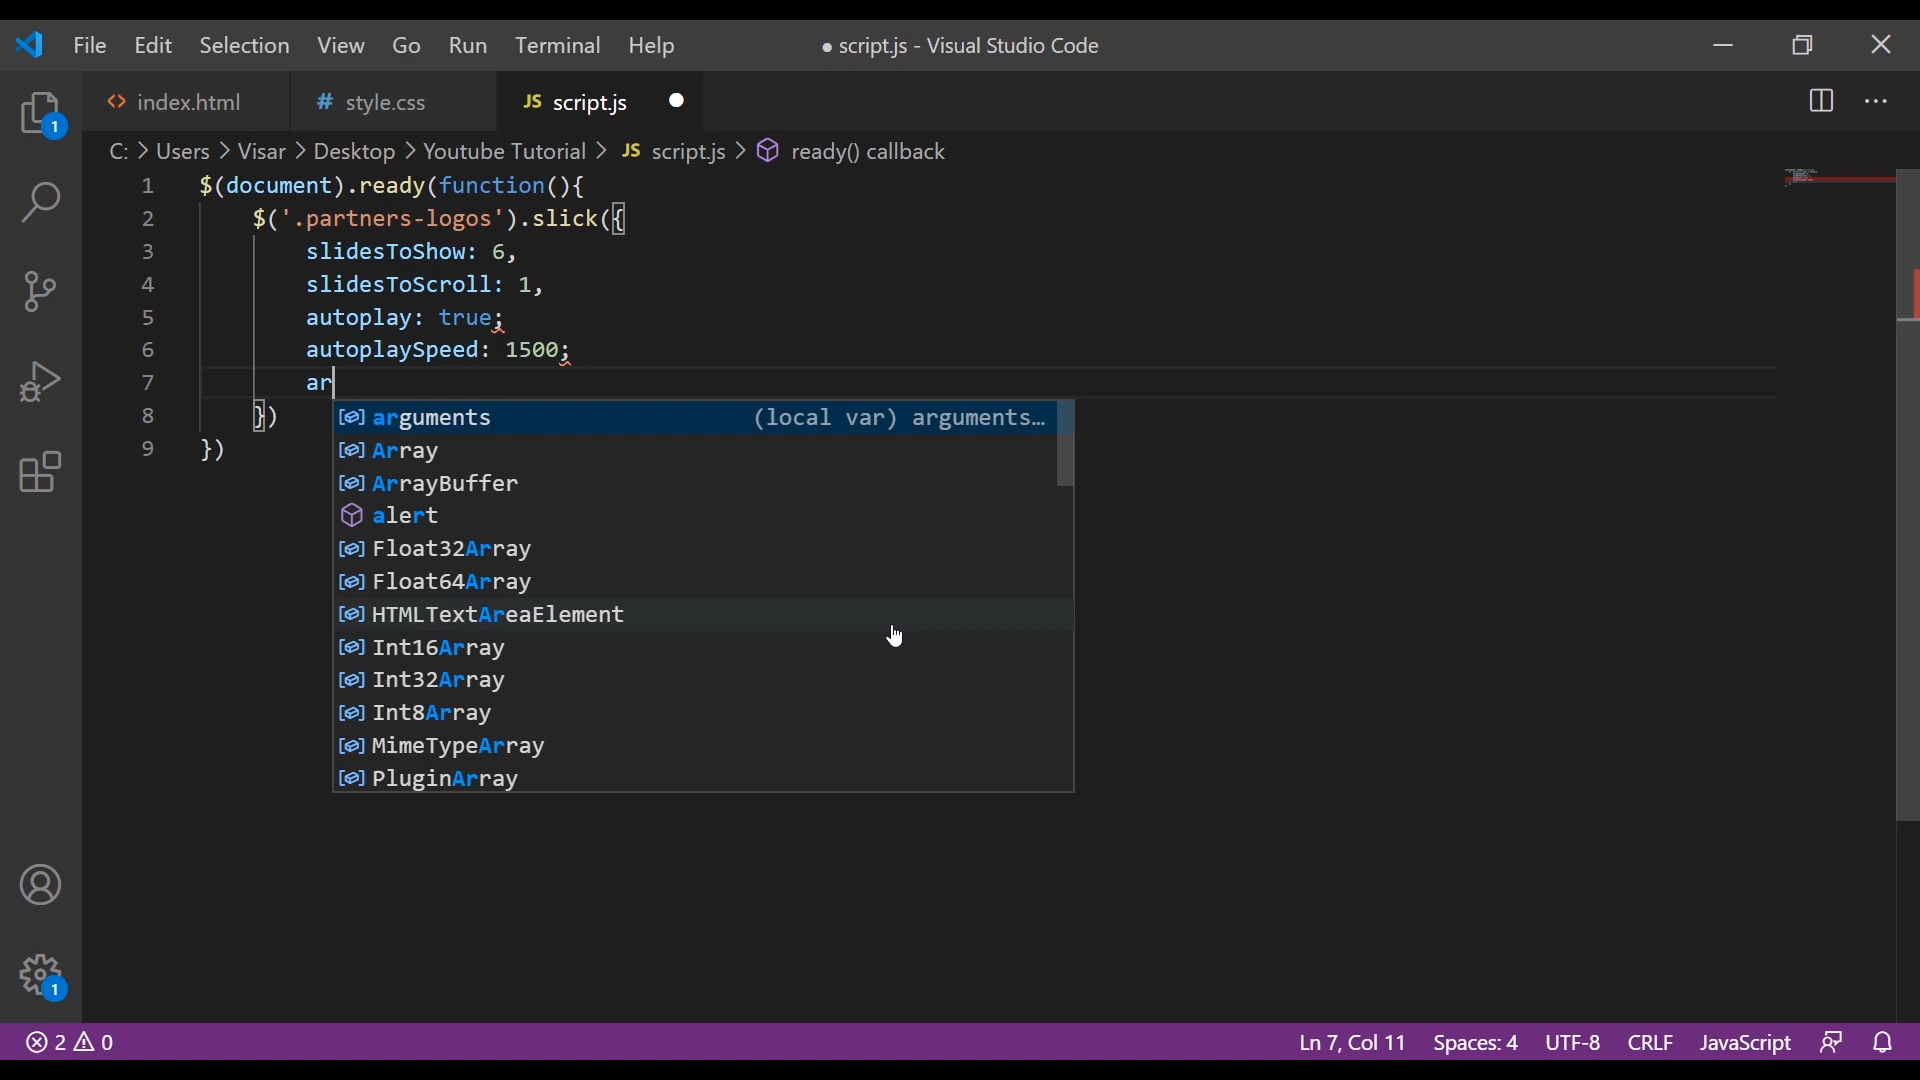 File Edit Selection View Go Run Terminal Help ● script.js - Visual Studio Code
1
<> index.html # style.css JS script.js
C: > Users > Visar > Desktop > Youtube Tutorial > JS script.js > ready() callback
1 $(document).ready(function(){
2 $('.partners-logos').slick({
3 slidesToShow: 6,
4 slidesToScroll: 1,
5 autoplay: true;
6 autoplaySpeed: 1500;
7 ar
8 })
9 })
arguments (local var) arguments…
Array
ArrayBuffer
alert
Float32Array
Float64Array
HTMLTextAreaElement
Int16Array
Int32Array
Int8Array
MimeTypeArray
PluginArray
1
2 0 Ln 7, Col 11 Spaces: 4 UTF-8 CRLF JavaScript